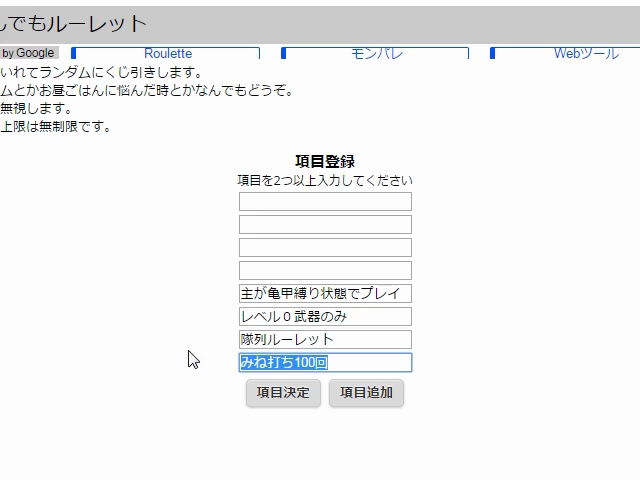 んでもルーレット
by Google
Roulette
モンパレ
Webツール
いれてランダムにくじ引きします。
ムとかお昼ごはんに悩んだ時とかなんでもどうぞ。
無視します。
上限は無制限です。
項目登録
項目を2つ以上入力してください
主が亀甲縛り状態でプレイ
レベル０武器のみ
隊列ルーレット
みね打ち100回
項目決定
項目追加